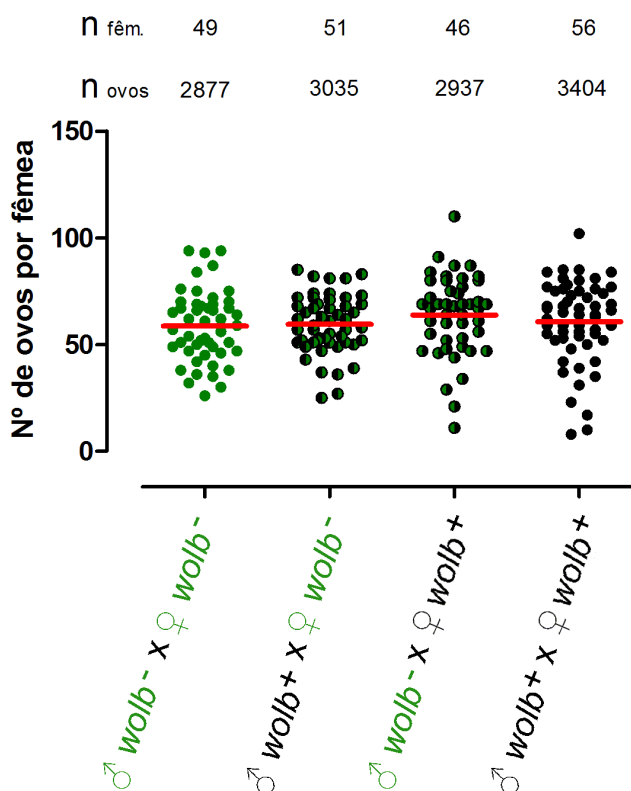 n fêm. 49 51 46 56
n ovos 2877 3035 2937 3404
Nº de ovos por fêmea
150
100
50
0
♂ wolb- x ♀ wolb-
♂ wolb+ x ♀ wolb-
♂ wolb- x ♀ wolb+
♂ wolb+ x ♀ wolb+